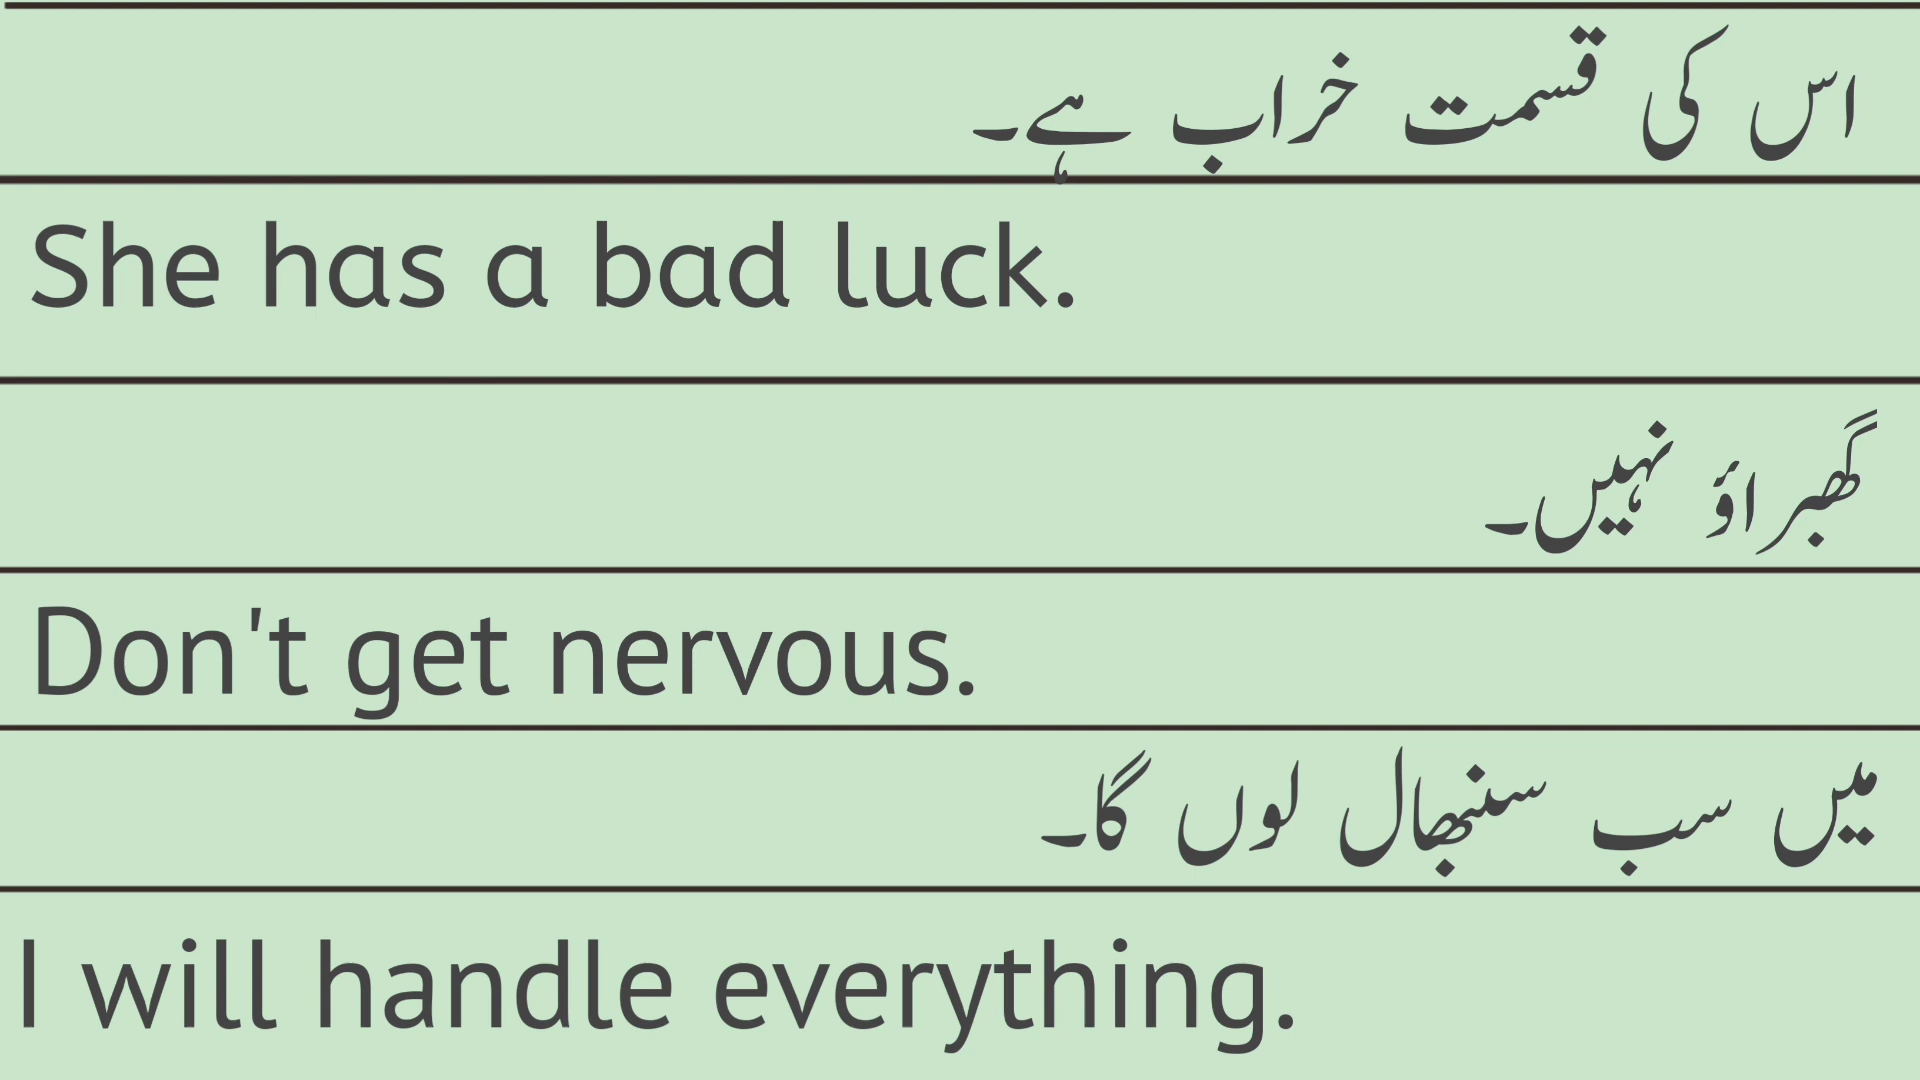 اس کی قسمت خراب ہے۔
She has a bad luck.
گھبراؤ نہیں۔
Don't get nervous.
میں سب سنبھال لوں گا۔
I will handle everything.